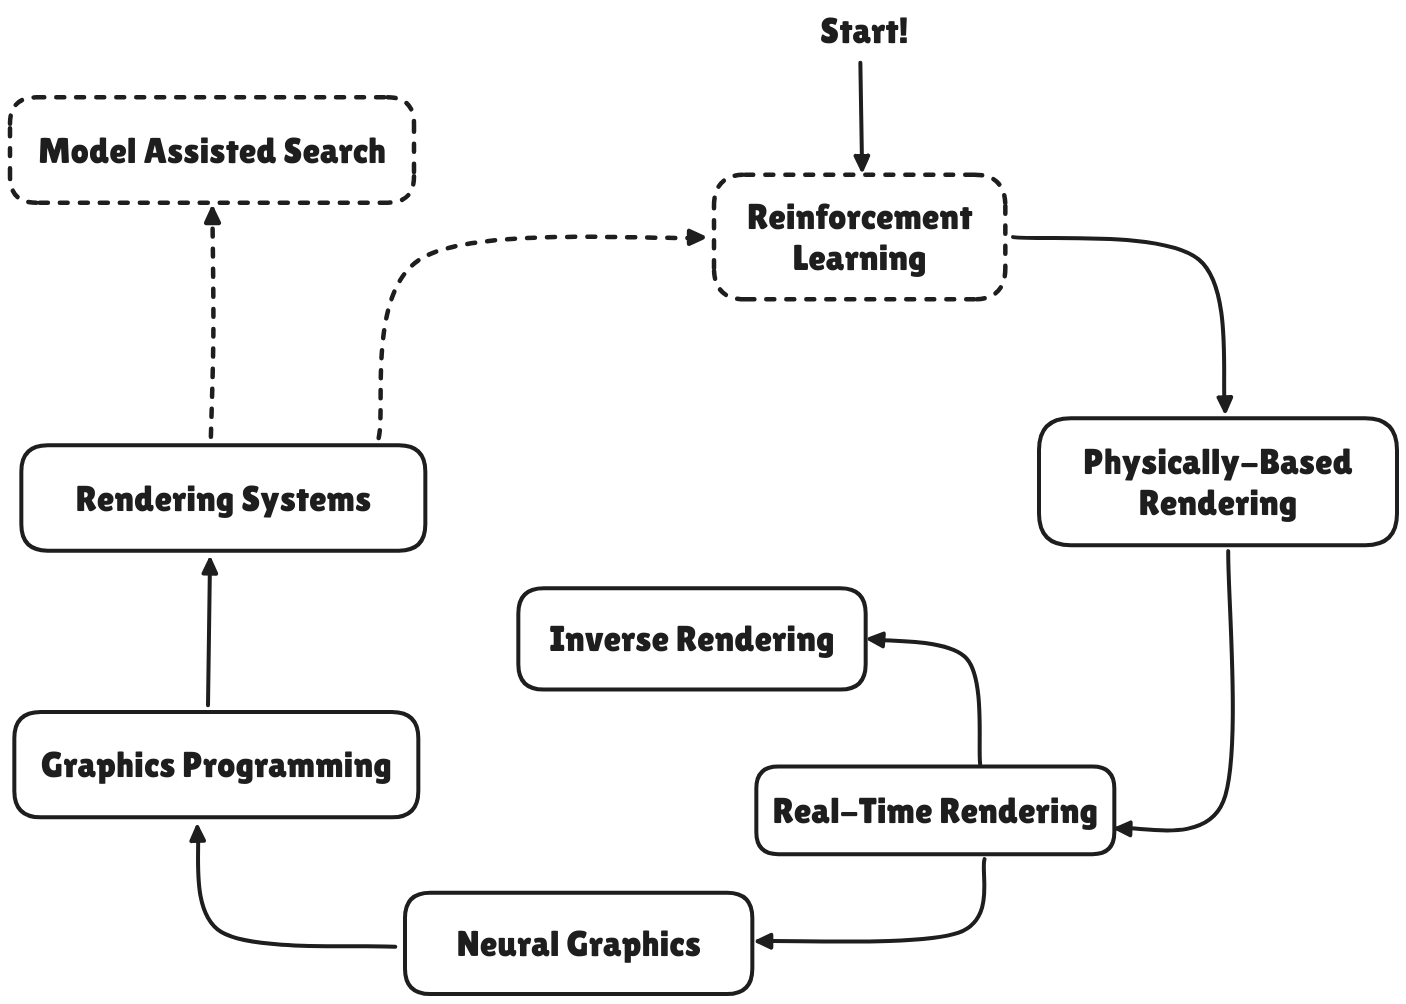 Start!
Model Assisted Search
Reinforcement
Learning
Physically-Based
Rendering
Rendering Systems
Inverse Rendering
Graphics Programming
Real-Time Rendering
Neural Graphics